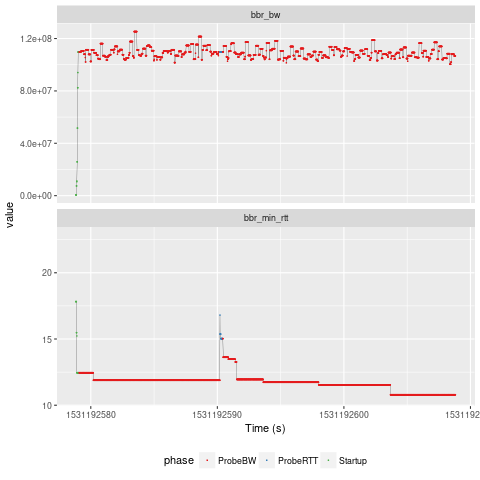 bbr_bw
1.2e+08
8.0e+07
4.0e+07
0.0e+00
value
bbr_min_rtt
20
15
10
1531192580 1531192590 1531192600 1531192
Time (s)
phase ProbeBW ProbeRTT Startup